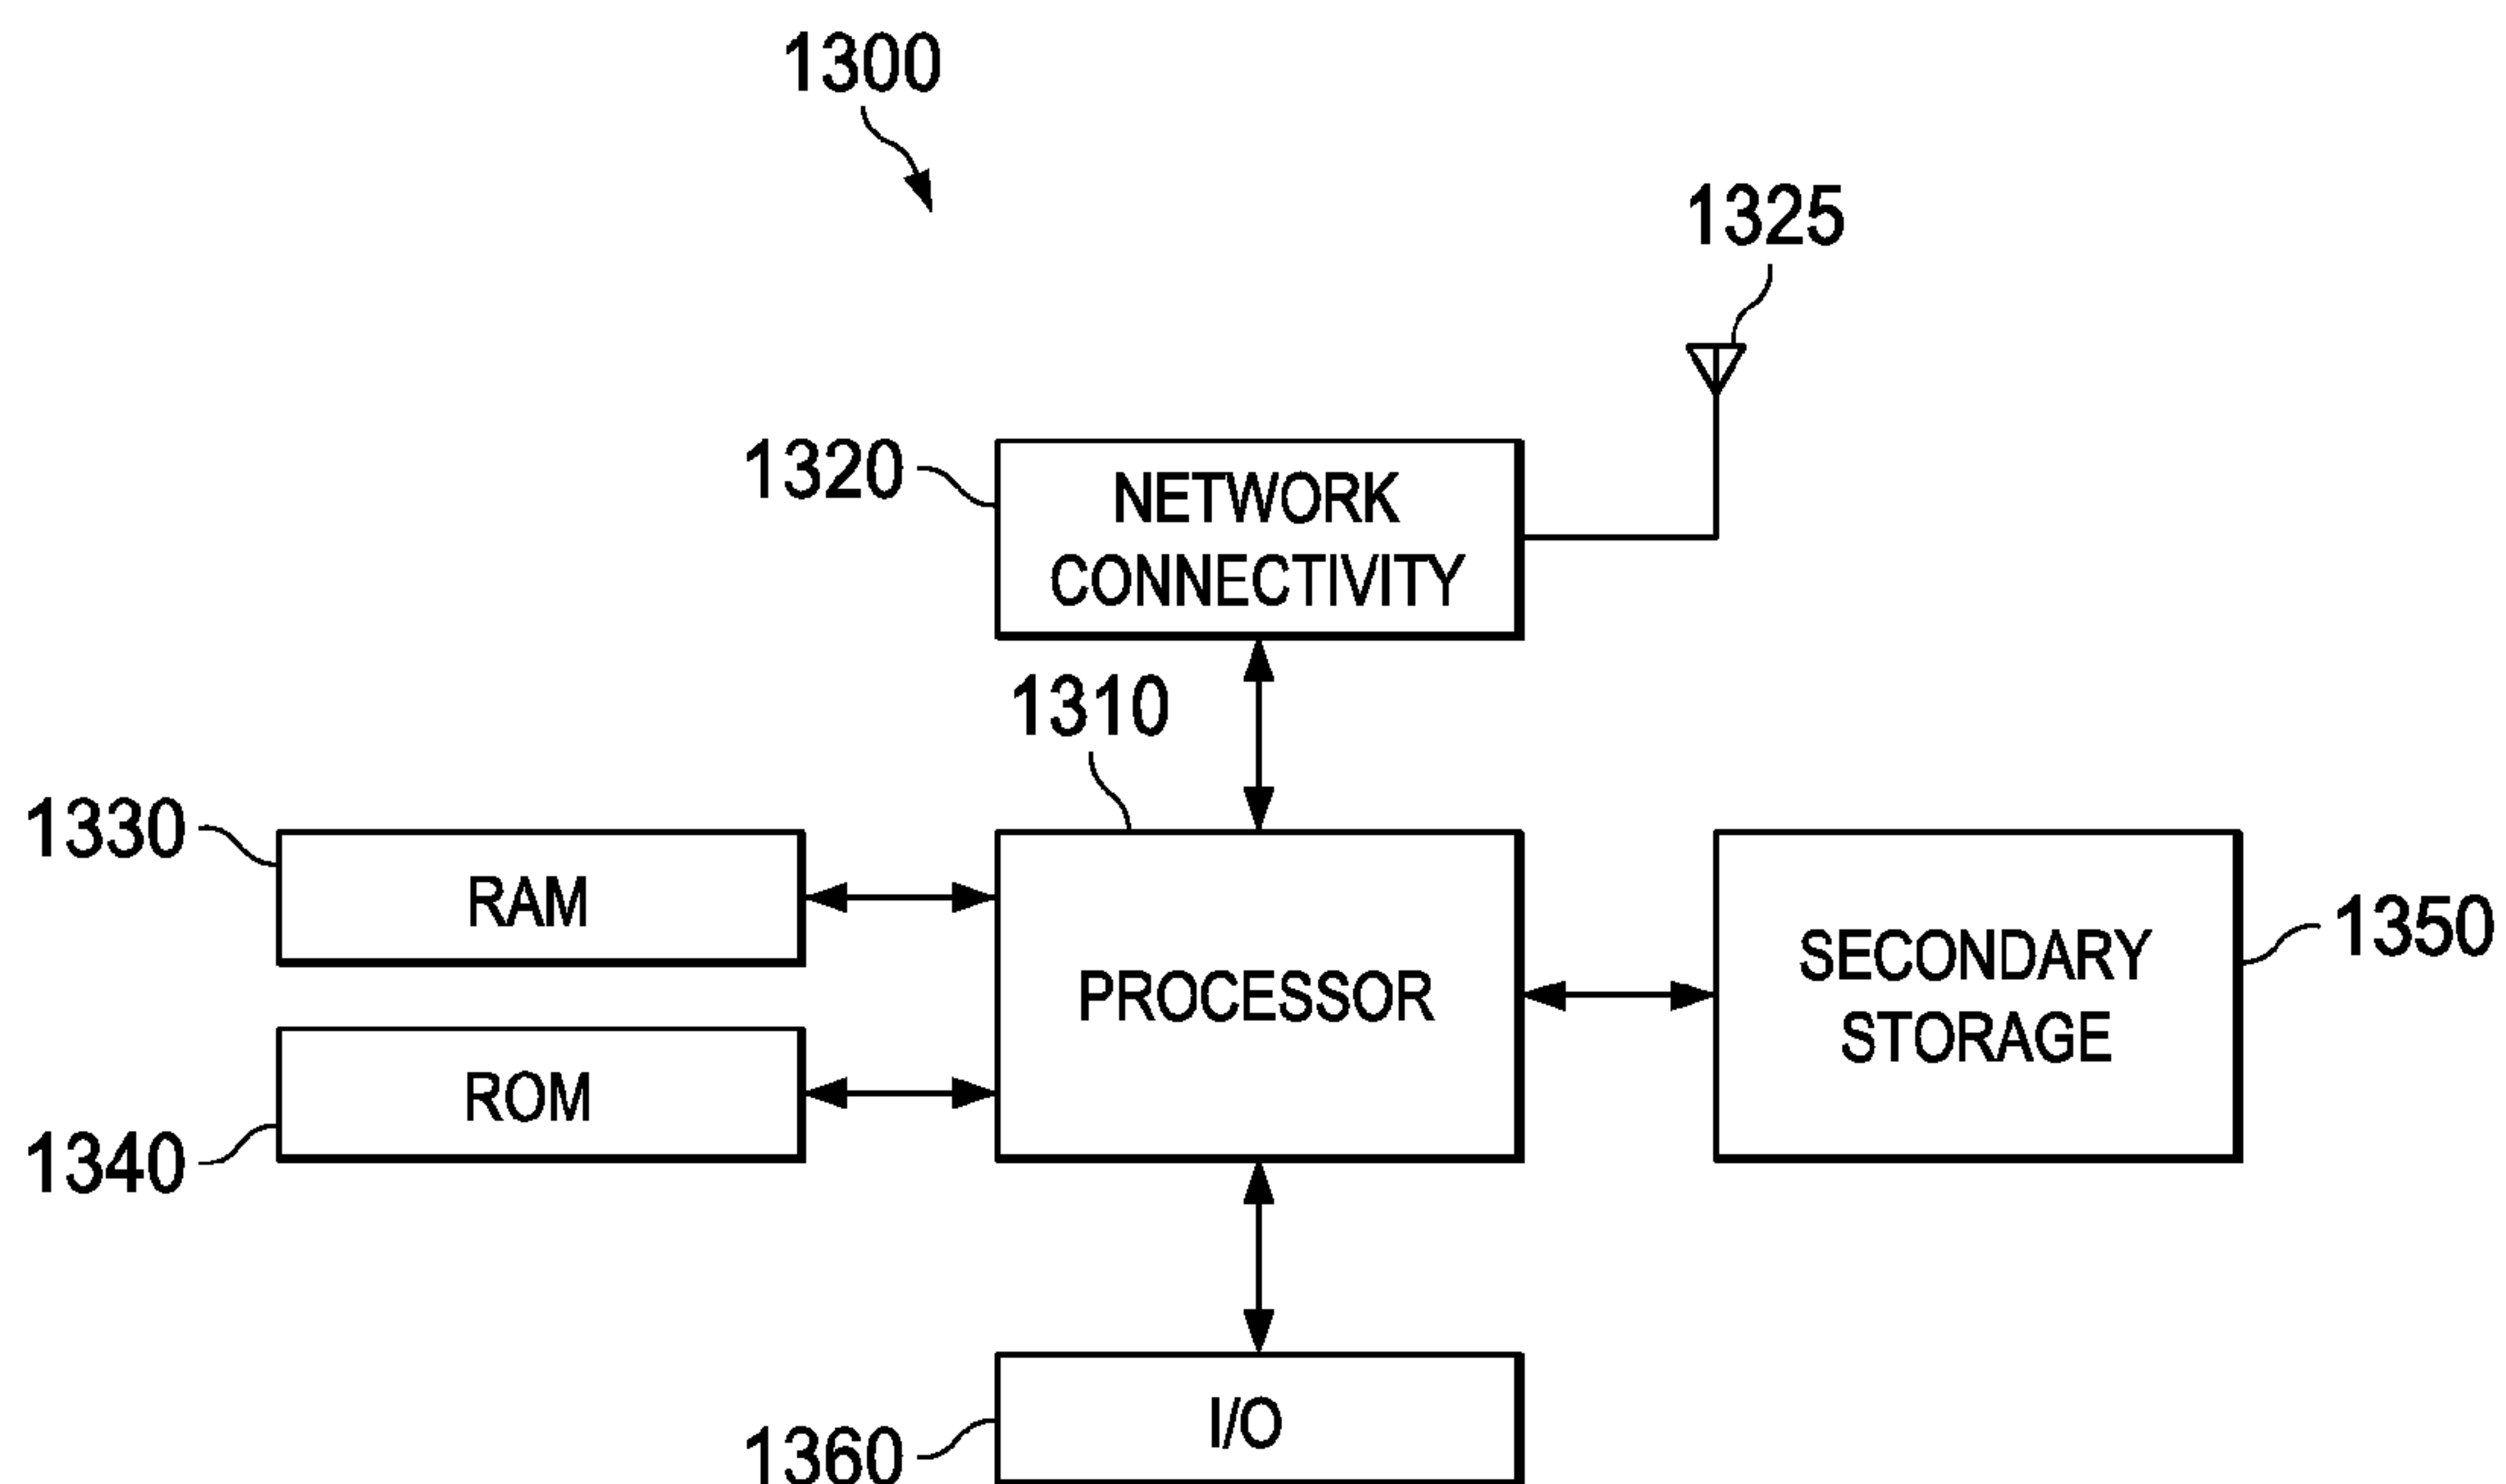 1300
1325
1320
NETWORK
CONNECTIVITY
1310
1330
RAM
PROCESSOR
SECONDARY
STORAGE
1350
ROM
1340
I/O
1360